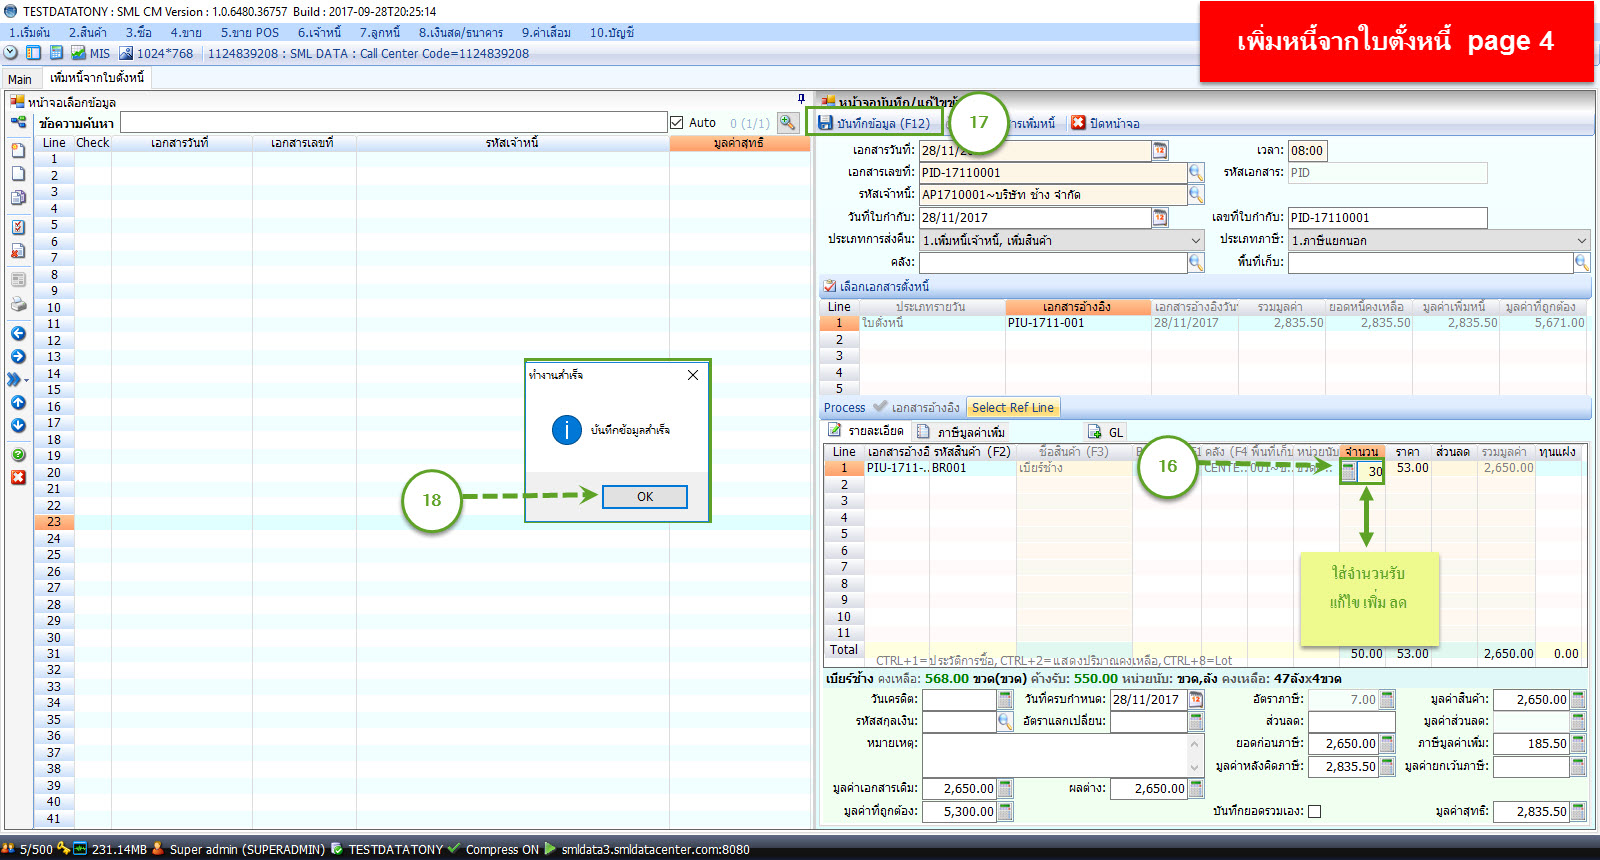 TESTDATATONY : SML CM Version : 1.0.6480.36757 Build : 2017-09-28T20:25:14
1.เริ่มต้น 2.สินค้า 3.ซื้อ 4.ขาย 5.ขาย POS 6.เจ้าหนี้ 7.ลูกหนี้ 8.เงินสด/ธนาคาร 9.ค่าเสื่อม 10.บัญชี
MIS 1024*768 1124839208 : SML DATA : Call Center Code=1124839208
เพิ่มหนี้จากใบตั้งหนี้ page 4
Main เพิ่มหนี้จากใบตั้งหนี้
หน้าจอเลือกข้อมูล
ข้อความค้นหา Auto 0 (1/1)
Line Check เอกสารวันที่ เอกสารเลขที่ รหัสเจ้าหนี้ มูลค่าสุทธิ
1
2
3
4
5
6
7
8
9
10
11
12
13
14
15
16
17
18
19
20
21
22
23
24
25
26
27
28
29
30
31
32
33
34
35
36
37
38
39
40
41
หน้าจอบันทึก/แก้ไข
บันทึกข้อมูล (F12) 17 ารเพิ่มหนี้ ปิดหน้าจอ
เอกสารวันที่: 28/11/2 เวลา: 08:00
เอกสารเลขที่: PID-17110001 รหัสเอกสาร: PID
รหัสเจ้าหนี้: AP1710001~บริษัท ช้าง จำกัด
วันที่ใบกำกับ: 28/11/2017 เลขที่ใบกำกับ: PID-17110001
ประเภทการส่งคืน: 1.เพิ่มหนี้เจ้าหนี้, เพิ่มสินค้า ประเภทภาษี: 1.ภาษีแยกนอก
คลัง: พื้นที่เก็บ:
เลือกเอกสารตั้งหนี้
Line ประเภทรายวัน เอกสารอ้างอิง เอกสารอ้างอิงวัน รวมมูลค่า ยอดหนี้คงเหลือ มูลค่าเพิ่มหนี้ มูลค่าที่ถูกต้อง
1 ใบตั้งหนี้ PIU-1711-001 28/11/2017 2,835.50 2,835.50 2,835.50 5,671.00
2
3
4
5
Process เอกสารอ้างอิง Select Ref Line
รายละเอียด ภาษีมูลค่าเพิ่ม GL
Line เอกสารอ้างอิ รหัสสินค้า (F2) ชื่อสินค้า (F3) คลัง (F4 พื้นที่เก็บ หน่วยนับ จำนวน ราคา ส่วนลด รวมมูลค่า ทุนแฝง
1 PIU-1711-.. BR001 เบียร์ช้าง CENTE.. 30 53.00 2,650.00
2
3
4
5
6
7
8
9
10
11
Total 50.00 53.00 2,650.00 0.00
16
ใส่จำนวนรับ
แก้ไข เพิ่ม ลด
CTRL+1=ประวัติการซื้อ, CTRL+2=แสดงปริมาณคงเหลือ, CTRL+8=Lot
เบียร์ช้าง คงเหลือ: 568.00 ขวด(ขวด) ค้างรับ: 550.00 หน่วยนับ: ขวด,ลัง คงเหลือ: 47ลังx4ขวด
วันเครดิต: วันที่ครบกำหนด: 28/11/2017 อัตราภาษี: 7.00 มูลค่าสินค้า: 2,650.00
รหัสสกุลเงิน: อัตราแลกเปลี่ยน: ส่วนลด: มูลค่าส่วนลด:
หมายเหตุ: ยอดก่อนภาษี: 2,650.00 ภาษีมูลค่าเพิ่ม: 185.50
มูลค่าหลังคิดภาษี: 2,835.50 มูลค่ายกเว้นภาษี:
มูลค่าเอกสารเดิม: 2,650.00 ผลต่าง: 2,650.00
มูลค่าที่ถูกต้อง: 5,300.00 บันทึกยอดรวมเอง: มูลค่าสุทธิ: 2,835.50
ทำงานสำเร็จ
บันทึกข้อมูลสำเร็จ
OK
18
5/500 231.14MB Super admin (SUPERADMIN) TESTDATATONY Compress ON smldata3.smldatacenter.com:8080